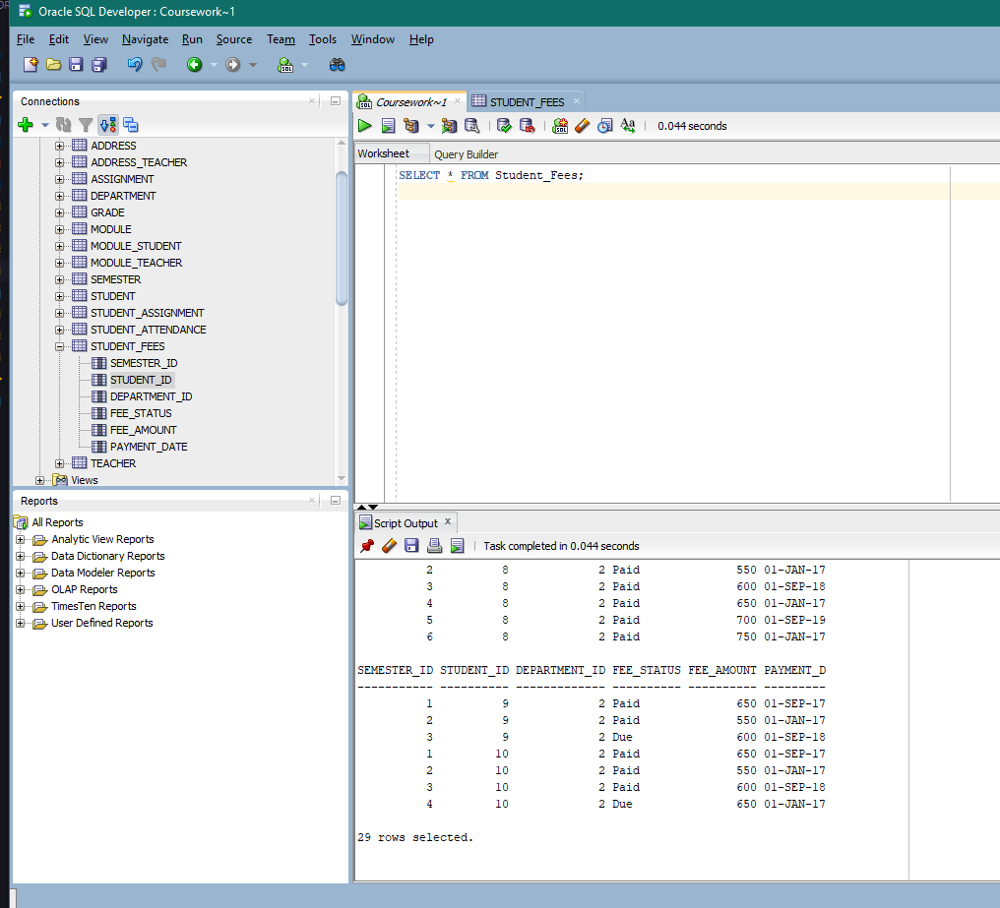 Oracle SQL Developer : Coursework~1
File Edit View Navigate Run Source Team Tools Window Help
Connections
ADDRESS
ADDRESS_TEACHER
ASSIGNMENT
DEPARTMENT
GRADE
MODULE
MODULE_STUDENT
MODULE_TEACHER
SEMESTER
STUDENT
STUDENT_ASSIGNMENT
STUDENT_ATTENDANCE
STUDENT_FEES
SEMESTER_ID
STUDENT_ID
DEPARTMENT_ID
FEE_STATUS
FEE_AMOUNT
PAYMENT_DATE
TEACHER
Views
Reports
All Reports
Analytic View Reports
Data Dictionary Reports
Data Modeler Reports
OLAP Reports
TimesTen Reports
User Defined Reports
Coursework~1 STUDENT_FEES
0.044 seconds
Worksheet Query Builder
SELECT * FROM Student_Fees;
Script Output
Task completed in 0.044 seconds
2 8 2 Paid 550 01-JAN-17
3 8 2 Paid 600 01-SEP-18
4 8 2 Paid 650 01-JAN-17
5 8 2 Paid 700 01-SEP-19
6 8 2 Paid 750 01-JAN-17
SEMESTER_ID STUDENT_ID DEPARTMENT_ID FEE_STATUS FEE_AMOUNT PAYMENT_D
----------- ---------- ------------- ---------- ---------- ---------
1 9 2 Paid 650 01-SEP-17
2 9 2 Paid 550 01-JAN-17
3 9 2 Due 600 01-SEP-18
1 10 2 Paid 650 01-SEP-17
2 10 2 Paid 550 01-JAN-17
3 10 2 Paid 600 01-SEP-18
4 10 2 Due 650 01-JAN-17
29 rows selected.